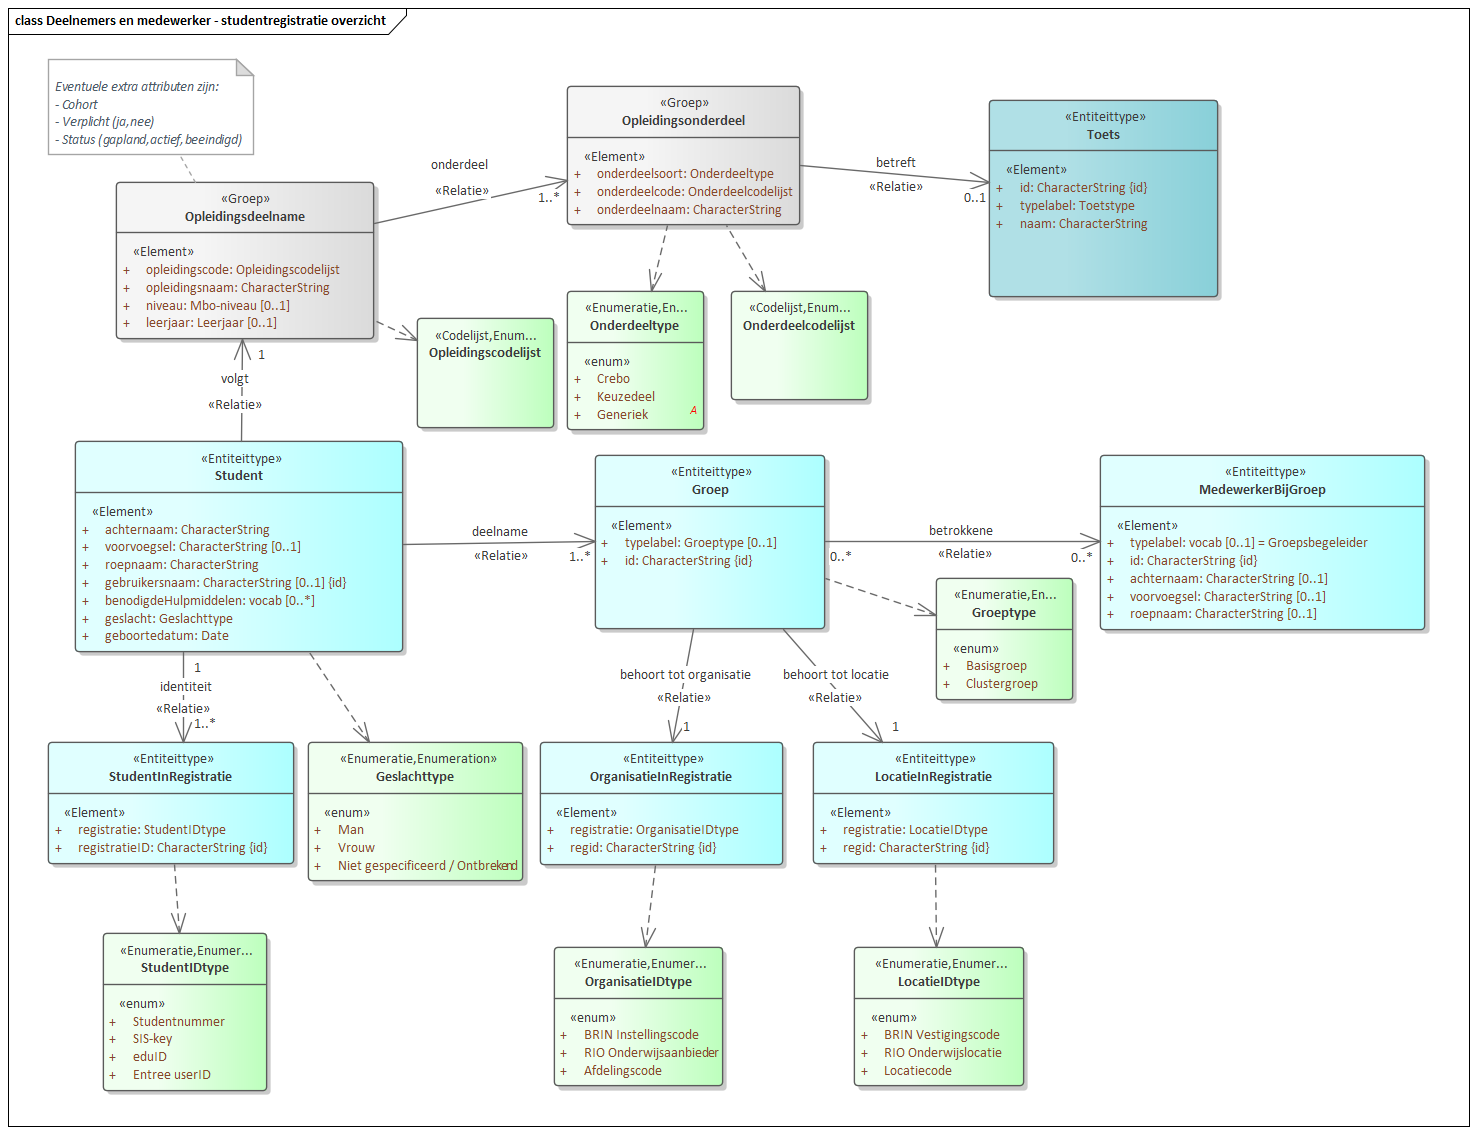 class Deelnemers en medewerker - studentregistratie overzicht
Eventuele extra attributen zijn:
- Cohort
- Verplicht (ja,nee)
- Status (gapland,actief,beeindigd)
«Groep»
Opleidingsonderdeel
«Element»
+ onderdeelsoort: Onderdeeltype
+ onderdeelcode: Onderdeelcodelijst
+ onderdeelnaam: CharacterString
«Entiteittype»
Toets
«Element»
+ id: CharacterString {id}
+ typelabel: Toetstype
+ naam: CharacterString
onderdeel
«Relatie»
1..*
betreft
«Relatie»
0..1
«Groep»
Opleidingsdeelname
«Element»
+ opleidingscode: Opleidingscodelijst
+ opleidingsnaam: CharacterString
+ niveau: Mbo-niveau [0..1]
+ leerjaar: Leerjaar [0..1]
«Codelijst,Enum...
Opleidingscodelijst
«Enumeratie,En...
Onderdeeltype
«enum»
+ Crebo
+ Keuzedeel
+ Generiek
A
«Codelijst,Enum...
Onderdeelcodelijst
1
volgt
«Relatie»
«Entiteittype»
Student
«Element»
+ achternaam: CharacterString
+ voorvoegsel: CharacterString [0..1]
+ roepnaam: CharacterString
+ gebruikersnaam: CharacterString [0..1] {id}
+ benodigdeHulpmiddelen: vocab [0..*]
+ geslacht: Geslachttype
+ geboortedatum: Date
deelname
«Relatie»
1..*
«Entiteittype»
Groep
«Element»
+ typelabel: Groeptype [0..1]
+ id: CharacterString {id}
betrokkene
0..*
«Relatie»
0..*
«Entiteittype»
MedewerkerBijGroep
«Element»
+ typelabel: vocab [0..1] = Groepsbegeleider
+ id: CharacterString {id}
+ achternaam: CharacterString [0..1]
+ voorvoegsel: CharacterString [0..1]
+ roepnaam: CharacterString [0..1]
«Enumeratie,En...
Groeptype
«enum»
+ Basisgroep
+ Clustergroep
1
identiteit
«Relatie»
1..*
behoort tot organisatie
«Relatie»
1
behoort tot locatie
«Relatie»
1
«Entiteittype»
StudentInRegistratie
«Element»
+ registratie: StudentIDtype
+ registratieID: CharacterString {id}
«Enumeratie,Enumeration»
Geslachttype
«enum»
+ Man
+ Vrouw
+ Niet gespecificeerd / Ontbrekend
«Entiteittype»
OrganisatieInRegistratie
«Element»
+ registratie: OrganisatieIDtype
+ regid: CharacterString {id}
«Entiteittype»
LocatieInRegistratie
«Element»
+ registratie: LocatieIDtype
+ regid: CharacterString {id}
«Enumeratie,Enumer...
StudentIDtype
«enum»
+ Studentnummer
+ SIS-key
+ eduID
+ Entree userID
«Enumeratie,Enumer...
OrganisatieIDtype
«enum»
+ BRIN Instellingscode
+ RIO Onderwijsaanbieder
+ Afdelingscode
«Enumeratie,Enumer...
LocatieIDtype
«enum»
+ BRIN Vestigingscode
+ RIO Onderwijslocatie
+ Locatiecode